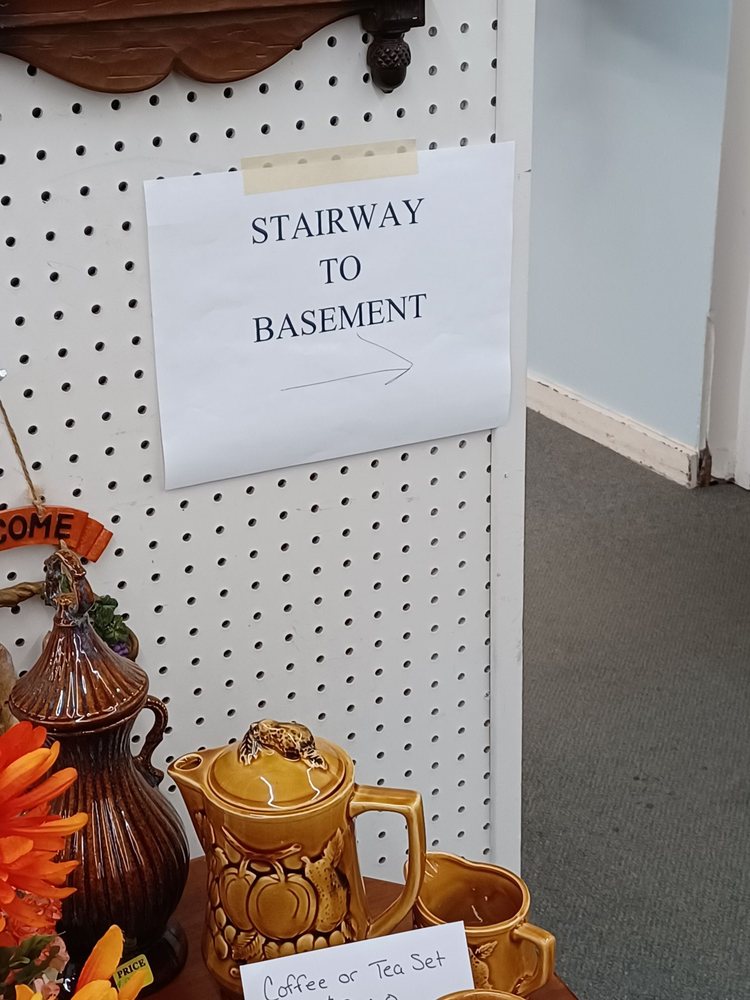 STAIRWAY
TO
BASEMENT
COME
PRICE
Coffee or Tea Set